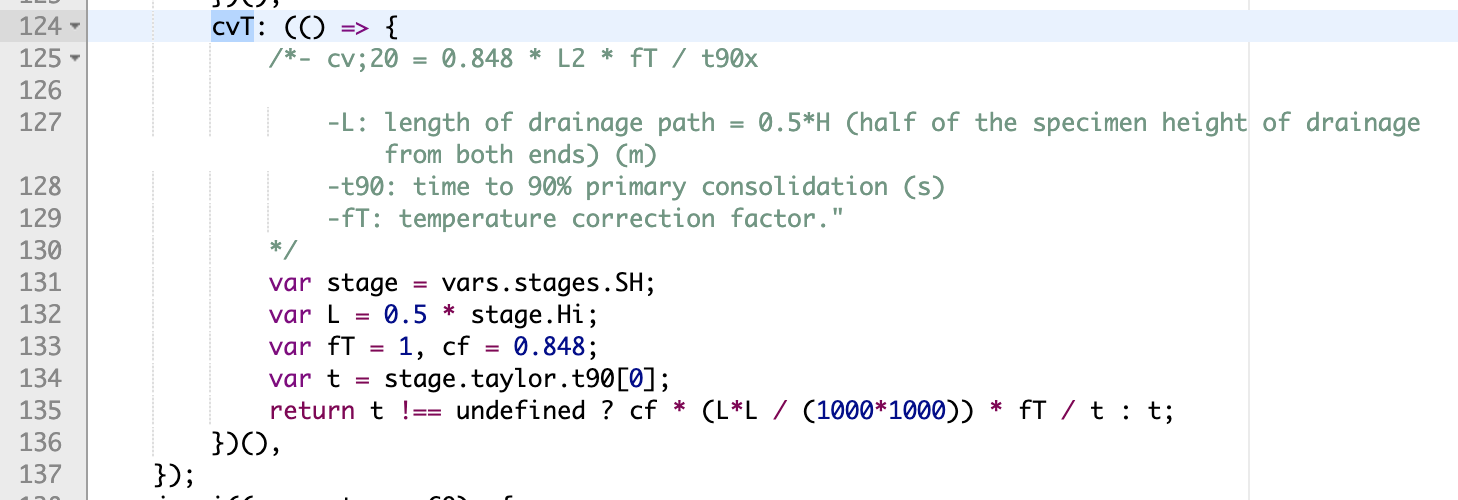 124 cvT: (() => {
125 /*- cv;20 = 0.848 * L2 * fT / t90x
126
127 -L: length of drainage path = 0.5*H (half of the specimen height of drainage
from both ends) (m)
128 -t90: time to 90% primary consolidation (s)
129 -fT: temperature correction factor."
130 */
131 var stage = vars.stages.SH;
132 var L = 0.5 * stage.Hi;
133 var fT = 1, cf = 0.848;
134 var t = stage.taylor.t90[0];
135 return t !== undefined ? cf * (L*L / (1000*1000)) * fT / t : t;
136 })(),
137 });